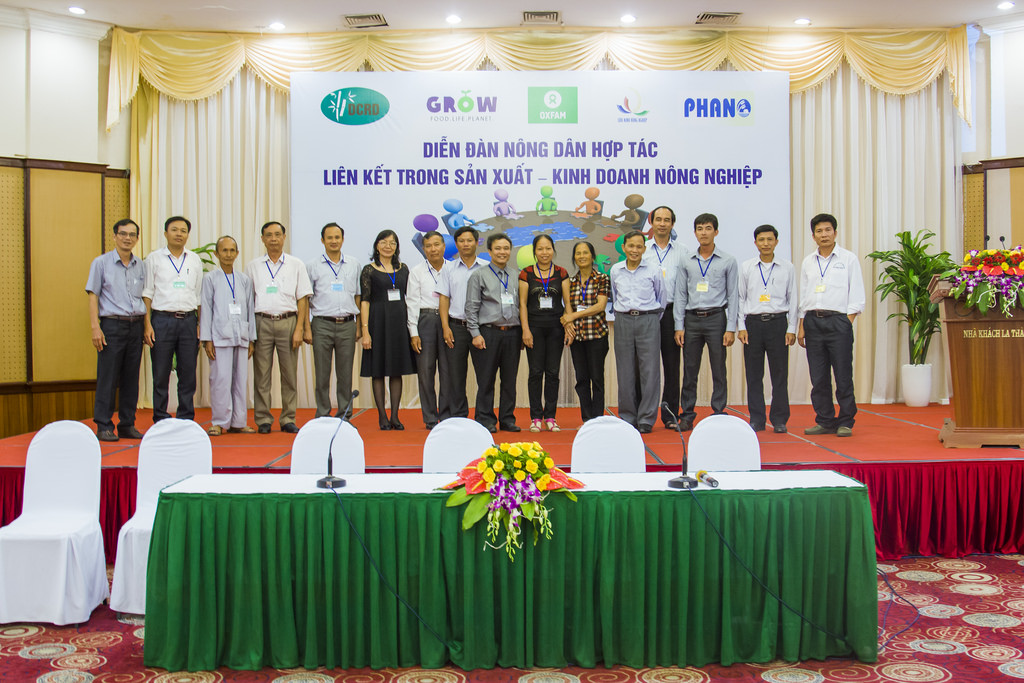 DCRD
GROW
FOOD.LIFE.PLANET
OXFAM
PHANO
DIỄN ĐÀN NÔNG DÂN HỢP TÁC
LIÊN KẾT TRONG SẢN XUẤT – KINH DOANH NÔNG NGHIỆP
NHÀ KHÁCH LA THÀ